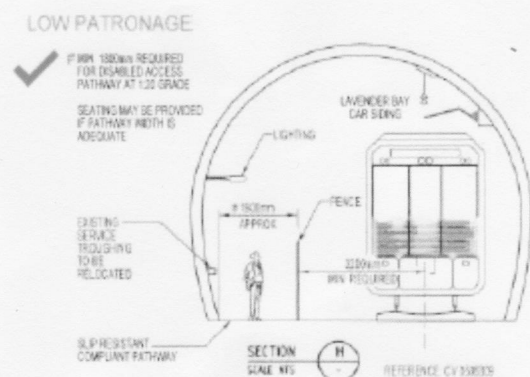 LOW PATRONAGE
MIN. 1800mm REQUIRED
FOR DISABLED ACCESS
PATHWAY AT 1:20 GRADE
SEATING MAY BE PROVIDED
IF PATHWAY WIDTH IS
ADEQUATE
LAVENDER BAY
CAR SIDING
LIGHTING
# 1800mm
APPROX
FENCE
EXISTING
SERVICE
TROUGHING
TO BE
RELOCATED
MIN REQUIRED
SLIP RESISTANT
COMPLIANT PATHWAY
SECTION H
SCALE NTS -
REFERENCE CV